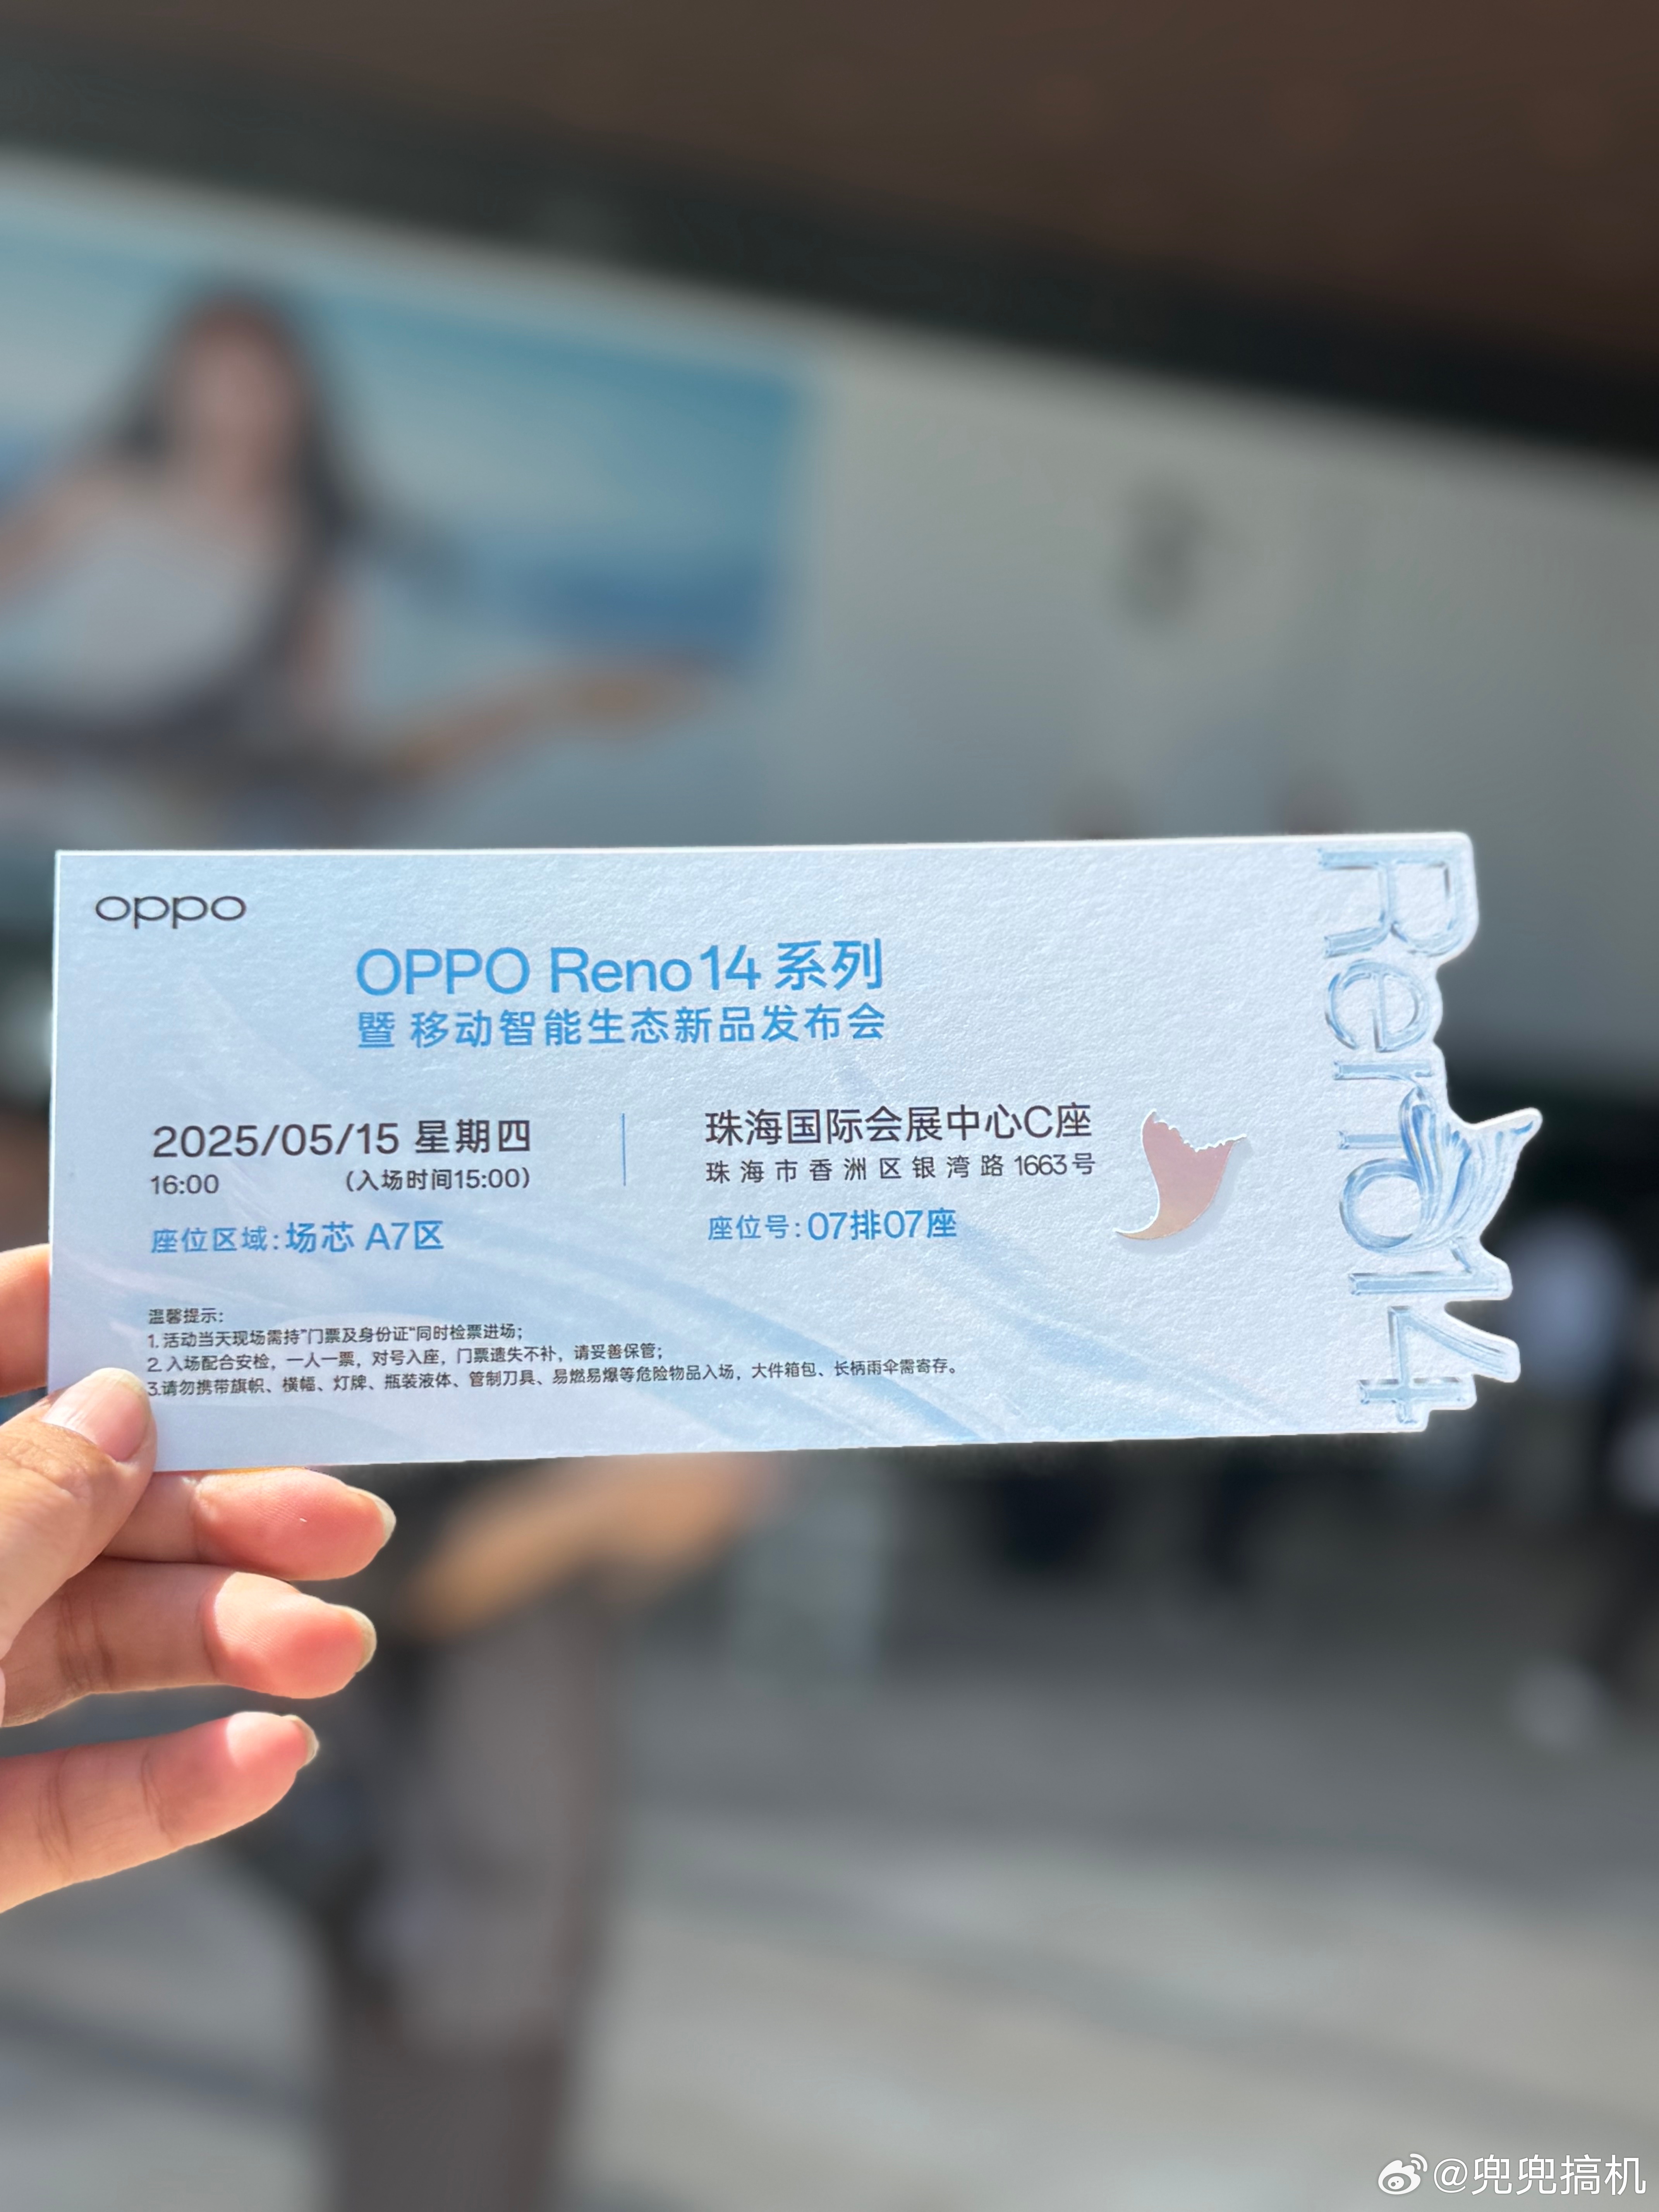 oppo
OPPO Reno14 系列
暨 移动智能生态新品发布会
2025/05/15 星期四
16:00 (入场时间15:00)
座位区域:场芯 A7区
珠海国际会展中心C座
珠海市香洲区银湾路1663号
座位号:07排07座
温馨提示:
1. 活动当天现场需持"门票及身份证"同时检票进场;
2. 入场配合安检，一人一票，对号入座，门票遗失不补，请妥善保管;
3.请勿携带旗帜、横幅、灯牌、瓶装液体、管制刀具、易燃易爆等危险物品入场，大件箱包、长柄雨伞需寄存。
Reno14
@兜兜搞机